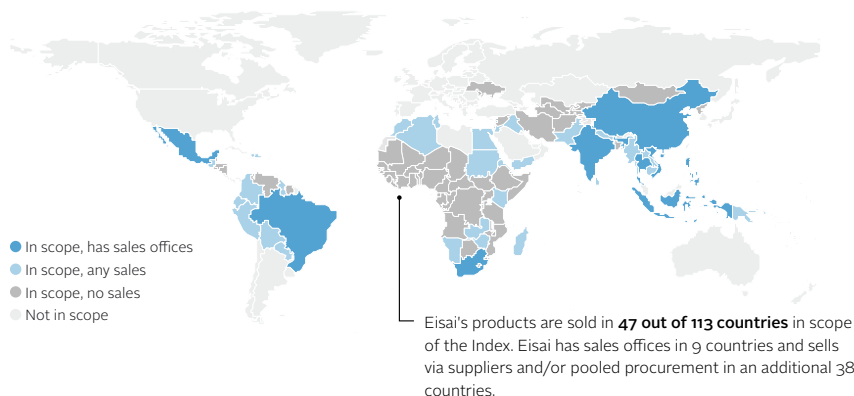 In scope, has sales offices
In scope, any sales
In scope, no sales
Not in scope
Eisai's products are sold in 47 out of 113 countries in scope
of the Index. Eisai has sales offices in 9 countries and sells
via suppliers and/or pooled procurement in an additional 38
countries.